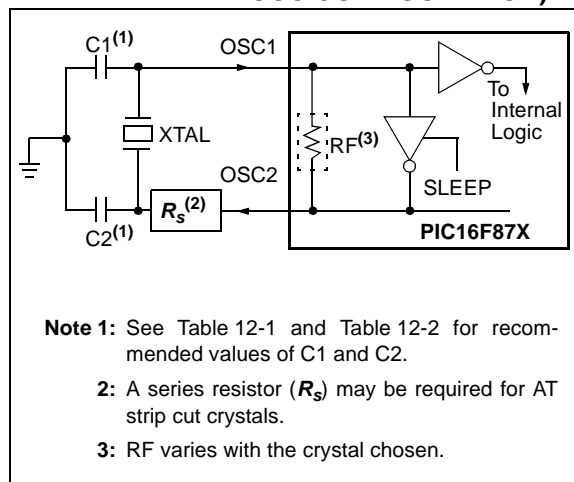 C1(1)
OSC1
To
Internal
Logic
XTAL
RF(3)
OSC2
SLEEP
C2(1)
Rs(2)
PIC16F87X
Note 1: See Table 12-1 and Table 12-2 for recom-
mended values of C1 and C2.
2: A series resistor (Rs) may be required for AT
strip cut crystals.
3: RF varies with the crystal chosen.